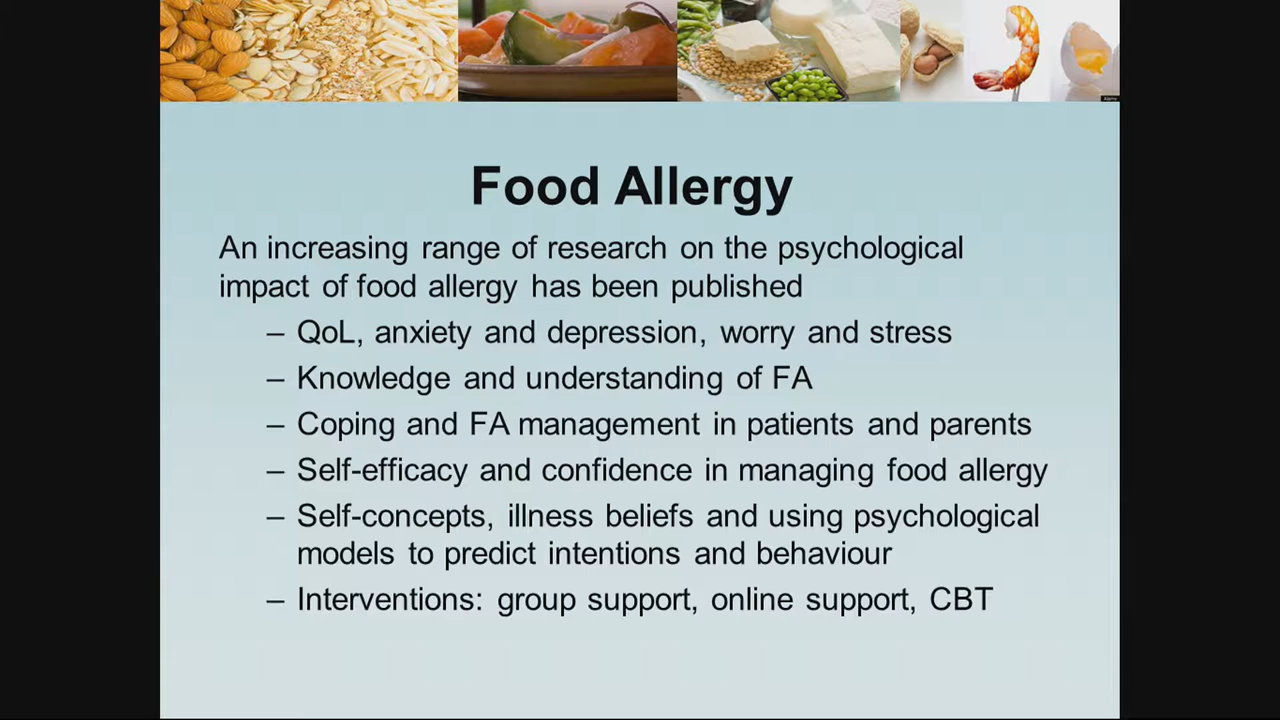 Food Allergy
An increasing range of research on the psychological
impact of food allergy has been published
– QoL, anxiety and depression, worry and stress
– Knowledge and understanding of FA
– Coping and FA management in patients and parents
– Self-efficacy and confidence in managing food allergy
– Self-concepts, illness beliefs and using psychological
models to predict intentions and behaviour
– Interventions: group support, online support, CBT